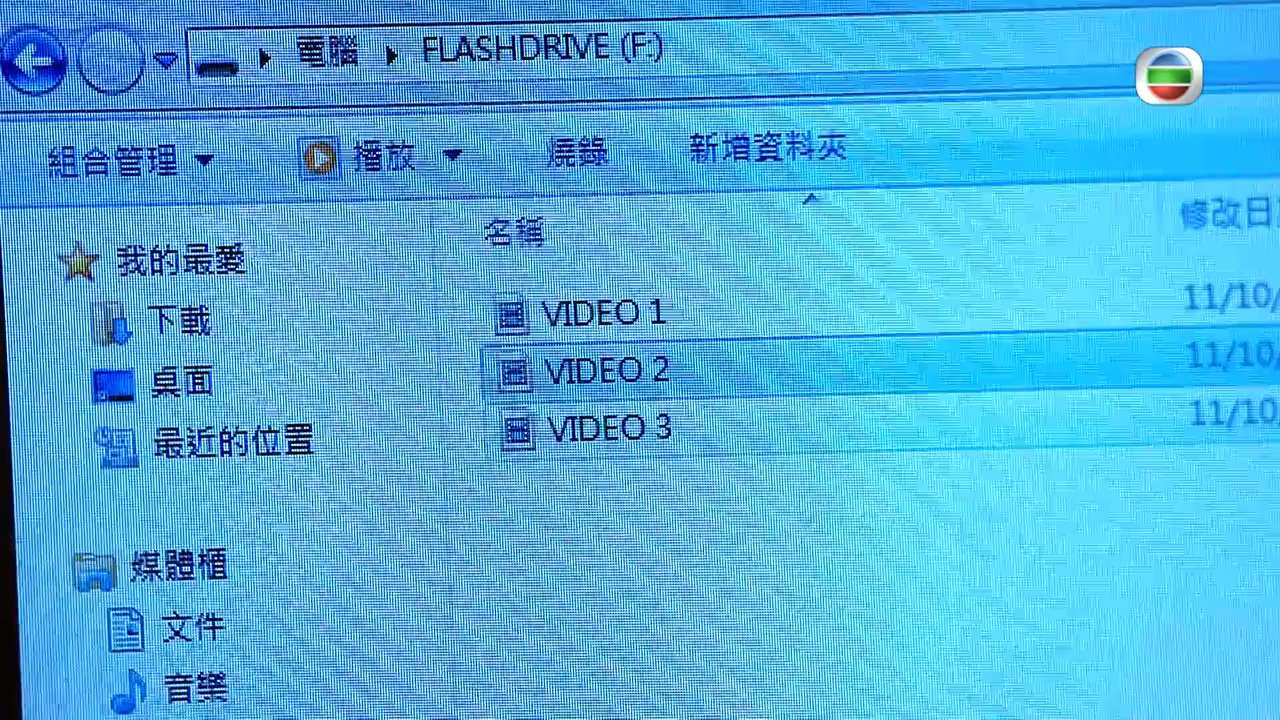 電腦 FLASHDRIVE (F:)
組合管理 播放 燒錄 新增資料夾
名稱 修改日
我的最愛
下載
桌面
最近的位置
VIDEO 1 11/10/
VIDEO 2 11/10/
VIDEO 3 11/10
媒體櫃
文件
音樂